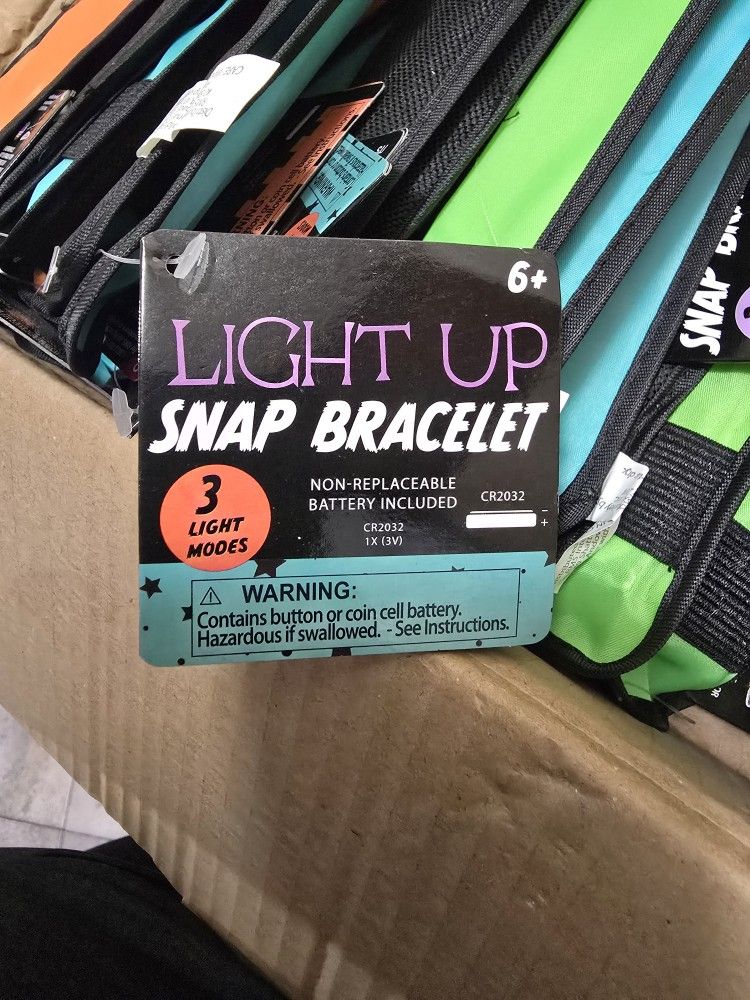 6+
LIGHT UP
SNAP BRACELET
3
LIGHT
MODES
NON-REPLACEABLE
BATTERY INCLUDED
CR2032
1X (3V)
CR2032
-
+
⚠ WARNING:
Contains button or coin cell battery.
Hazardous if swallowed. - See Instructions.
SNAP